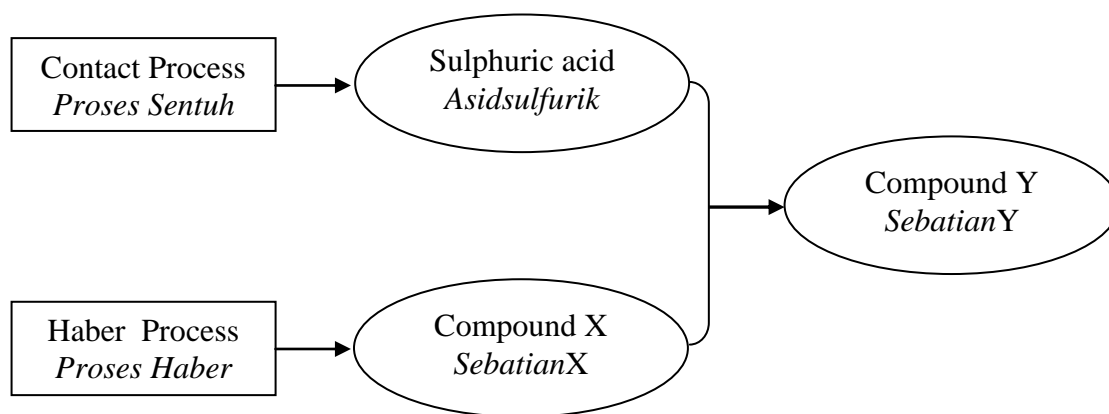 Contact Process
Proses Sentuh
Sulphuric acid
Asidsulfurik
Compound Y
SebatianY
Haber Process
Proses Haber
Compound X
SebatianX